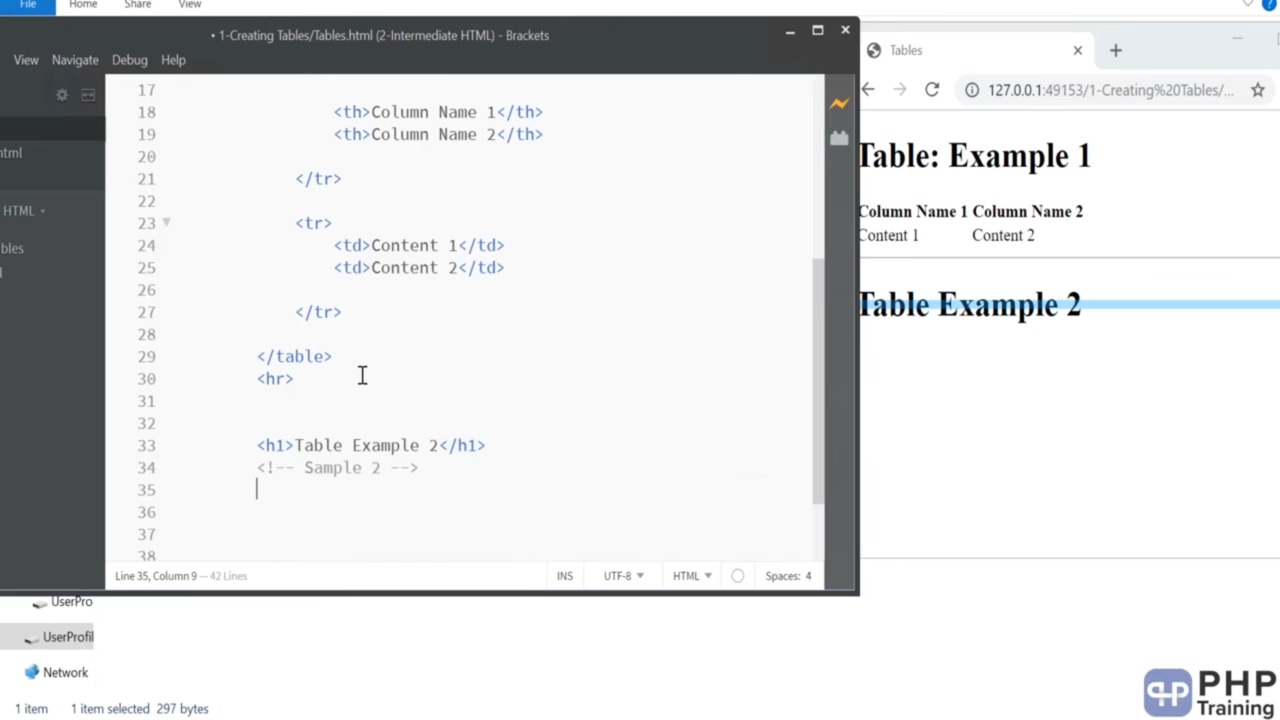 File Home Share View
• 1-Creating Tables/Tables.html (2-Intermediate HTML) - Brackets
View Navigate Debug Help
html
HTML
bles
l
17
18 <th>Column Name 1</th>
19 <th>Column Name 2</th>
20
21 </tr>
22
23 <tr>
24 <td>Content 1</td>
25 <td>Content 2</td>
26
27 </tr>
28
29 </table>
30 <hr>
31
32
33 <h1>Table Example 2</h1>
34 <!-- Sample 2 -->
35
36
37
38
Line 35, Column 9 — 42 Lines INS UTF-8 HTML Spaces: 4
Tables
127.0.0.1:49153/1-Creating%20Tables/...
Table: Example 1
Column Name 1 Column Name 2
Content 1 Content 2
Table Example 2
UserPro
UserProfil
Network
1 item 1 item selected 297 bytes
PHP
Training